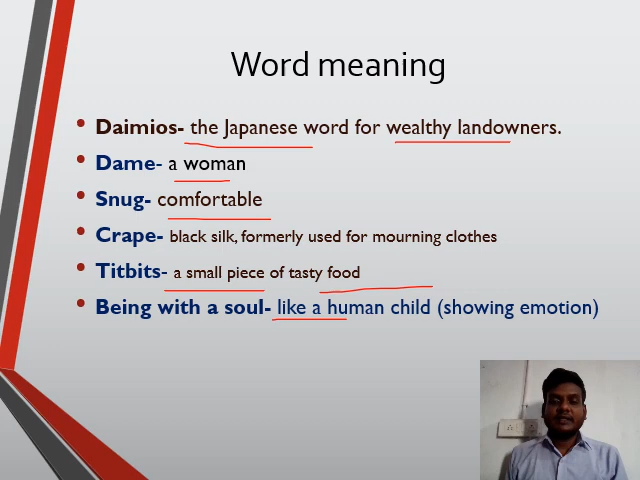 Word meaning
• Daimios- the Japanese word for wealthy landowners.
• Dame- a woman
• Snug- comfortable
• Crape- black silk, formerly used for mourning clothes
• Titbits- a small piece of tasty food
• Being with a soul- like a human child (showing emotion)